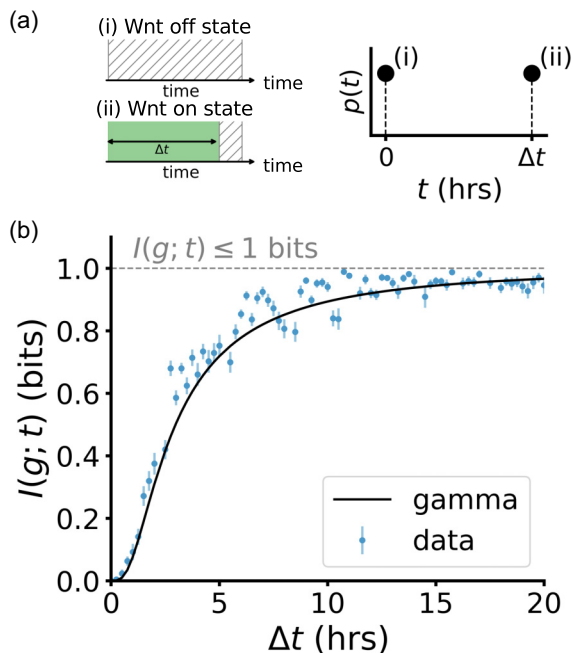 (a)
(i) Wnt off state
time
time
(ii) Wnt on state
Δt
time
time
p(t)
(i)
(ii)
0
Δt
t (hrs)
(b)
I(g; t) ≤ 1 bits
I(g; t) (bits)
1.0
0.8
0.6
0.4
0.2
0.0
gamma
data
0
5
10
15
20
Δt (hrs)